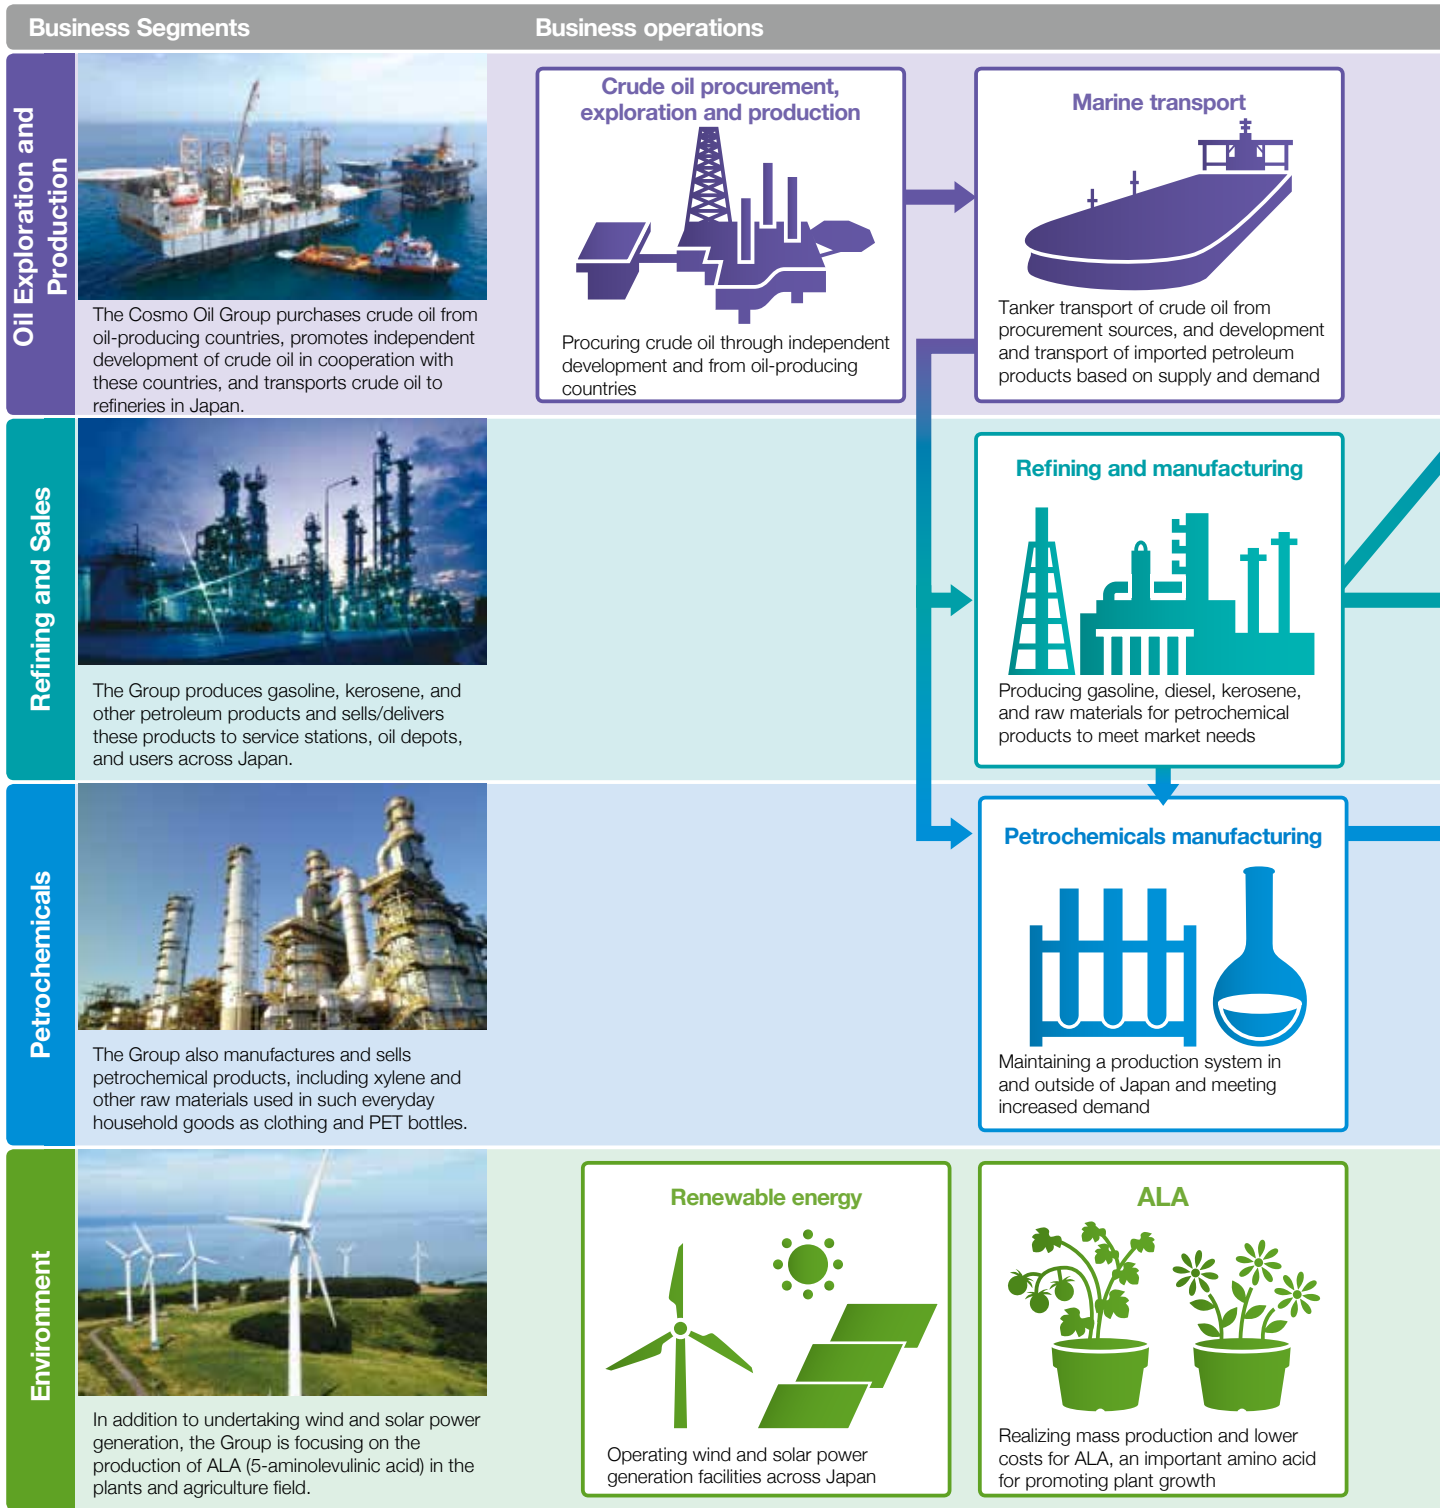 Business Segments
Business operations
Oil Exploration and
Production
The Cosmo Oil Group purchases crude oil from
oil-producing countries, promotes independent
development of crude oil in cooperation with
these countries, and transports crude oil to
refineries in Japan.
Crude oil procurement,
exploration and production
Procuring crude oil through independent
development and from oil-producing
countries
Marine transport
Tanker transport of crude oil from
procurement sources, and development
and transport of imported petroleum
products based on supply and demand
Refining and Sales
The Group produces gasoline, kerosene, and
other petroleum products and sells/delivers
these products to service stations, oil depots,
and users across Japan.
Refining and manufacturing
Producing gasoline, diesel, kerosene,
and raw materials for petrochemical
products to meet market needs
Petrochemicals
The Group also manufactures and sells
petrochemical products, including xylene and
other raw materials used in such everyday
household goods as clothing and PET bottles.
Petrochemicals manufacturing
Maintaining a production system in
and outside of Japan and meeting
increased demand
Environment
In addition to undertaking wind and solar power
generation, the Group is focusing on the
production of ALA (5-aminolevulinic acid) in the
plants and agriculture field.
Renewable energy
Operating wind and solar power
generation facilities across Japan
ALA
Realizing mass production and lower
costs for ALA, an important amino acid
for promoting plant growth